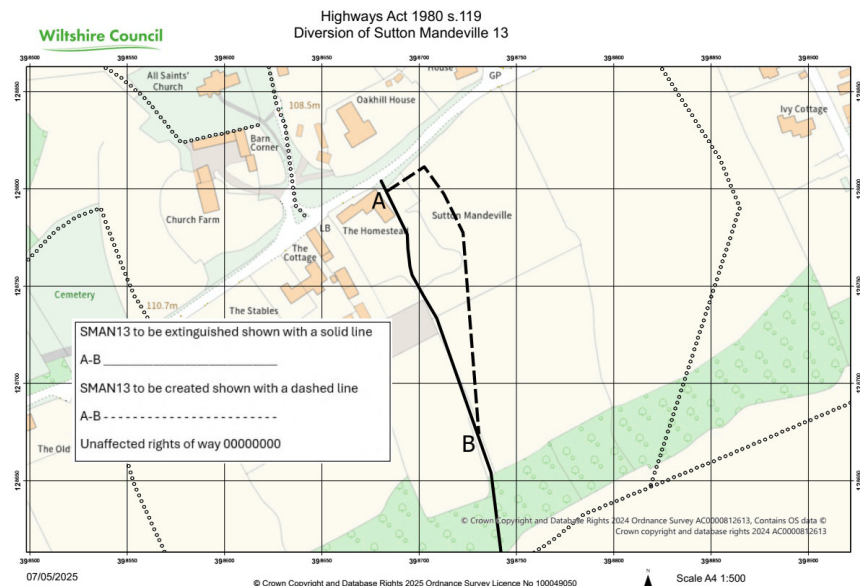 Wiltshire Council
Highways Act 1980 s.119
Diversion of Sutton Mandeville 13
All Saints'
Church
108.5m
Oakhill House
House
GP
Ivy Cottage
Barn
Corner
A
Church Farm
LB
The Homestead
Sutton Mandeville
The
Cottage
Cemetery
110.7m
The Stables
SMAN13 to be extinguished shown with a solid line
A-B
SMAN13 to be created shown with a dashed line
A-B - - - - - - - - - - - - - - - - - - - - - - - -
Unaffected rights of way 00000000
The Old
B
© Crown Copyright and Database Rights 2024 Ordnance Survey AC0000812613, Contains OS data ©
Crown copyright and database rights 2024 AC0000812613
07/05/2025
© Crown Copyright and Database Rights 2025 Ordnance Survey Licence No 100049050
N
Scale A4 1:500